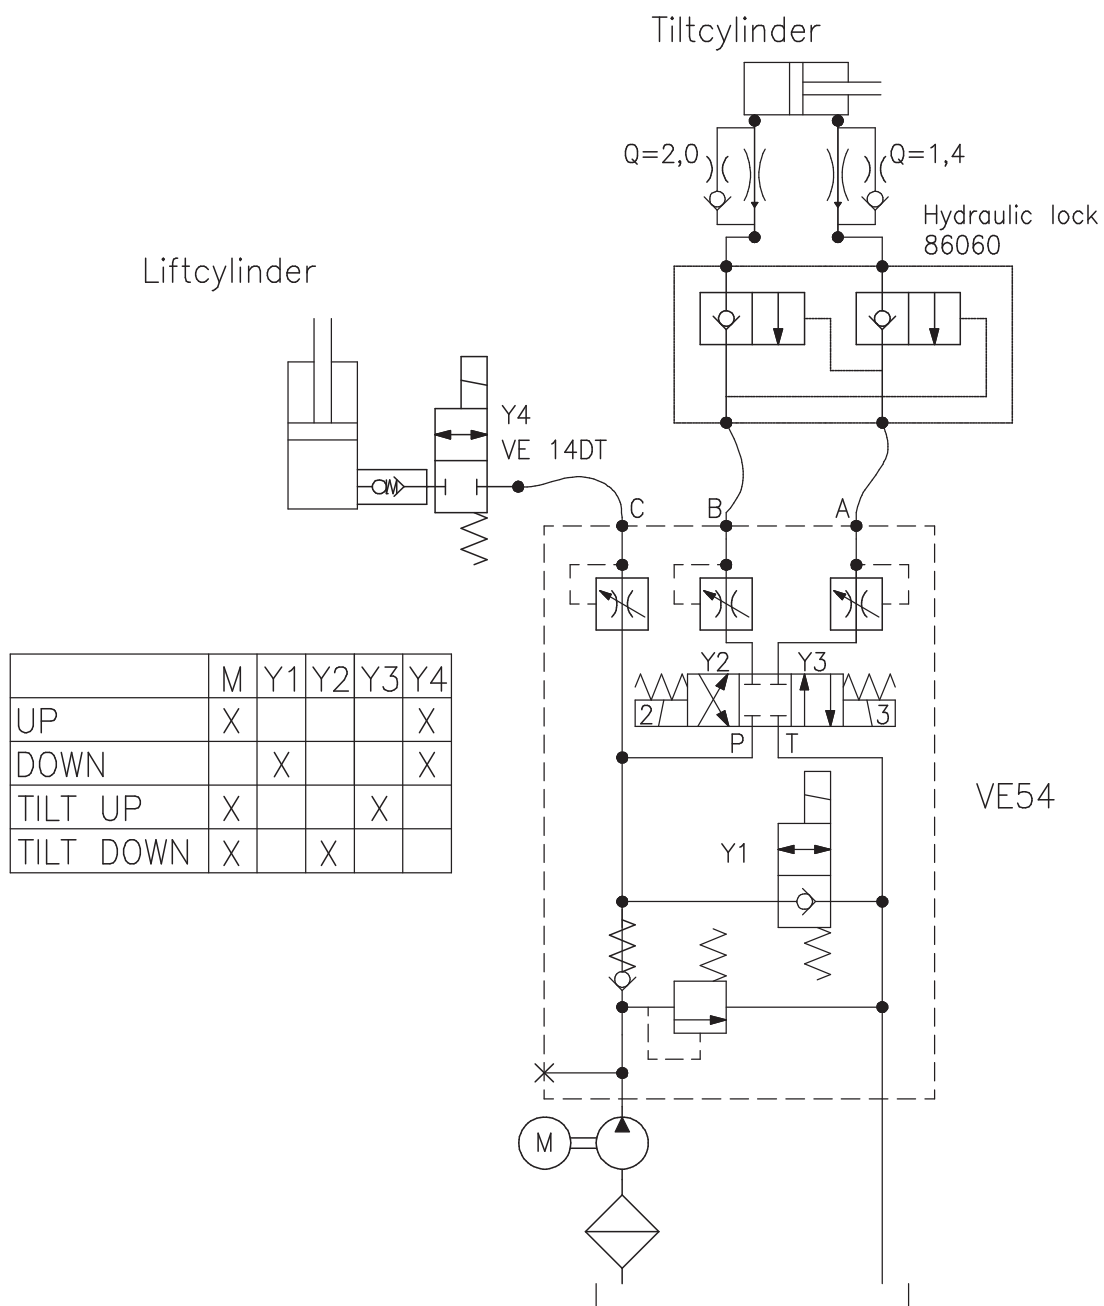 Tiltcylinder
Q=2,0
Q=1,4
Hydraulic lock
86060
Liftcylinder
Y4
VE 14DT
C
B
A
M Y1 Y2 Y3 Y4
UP X X
DOWN X X
TILT UP X X
TILT DOWN X X
Y2
Y3
2
3
P
T
VE54
Y1
M